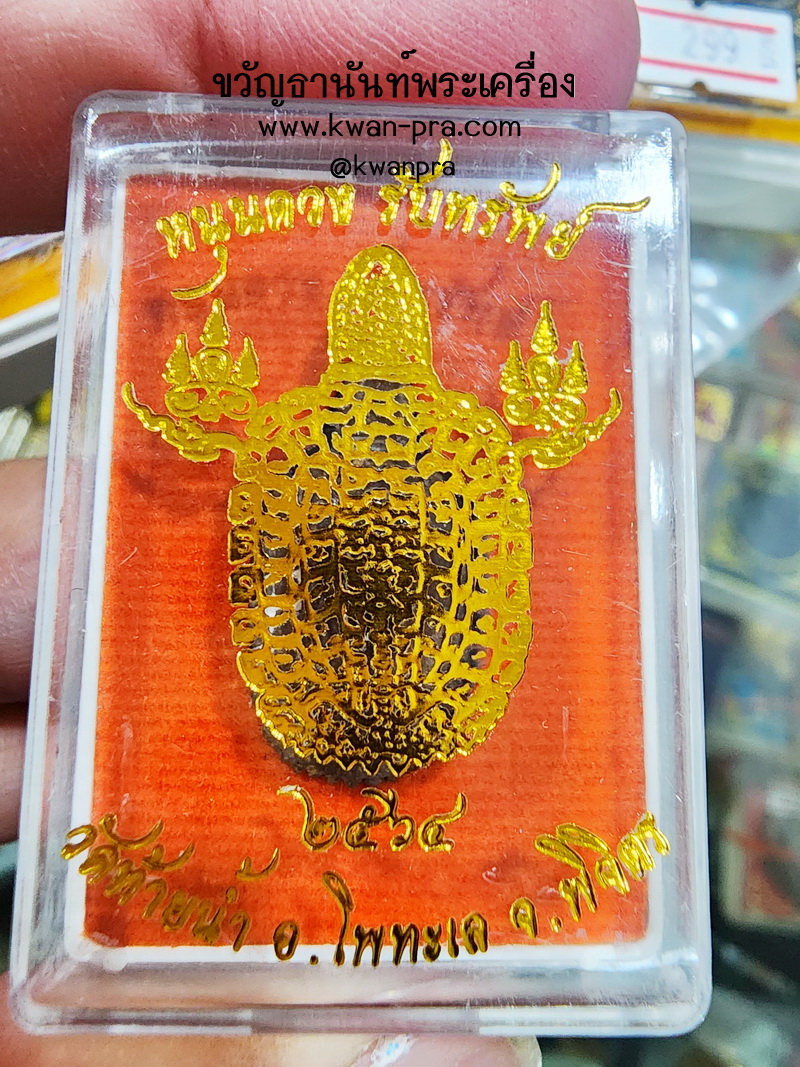 299
ขวัญธานันท์พระเครื่อง
www.kwan-pra.com
@kwanpra
หนุนดวง รับทรัพย์
๒๕๖๔
วัดท้ายน้ำ อ.โพทะเล จ.พิจิตร